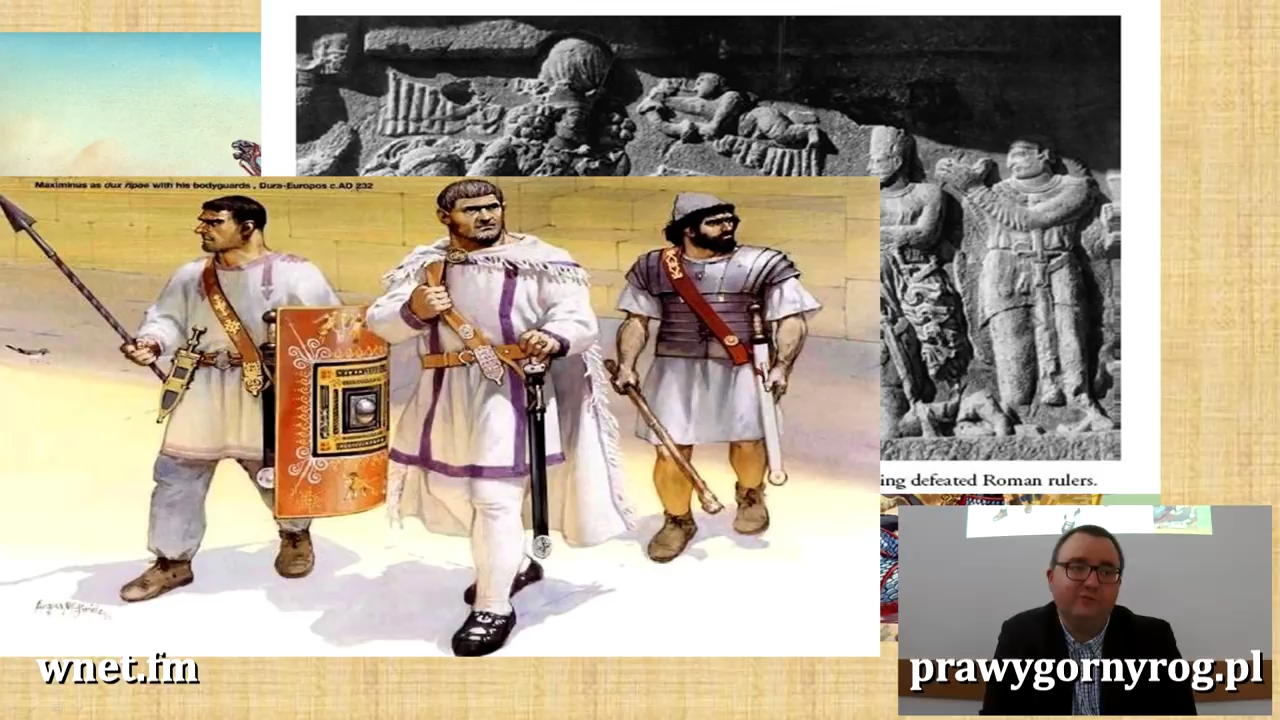 Maximinus as dux ripae with his bodyguards , Dura-Europos c.AD 232
ing defeated Roman rulers.
wnet.fm
prawygornyrog.pl